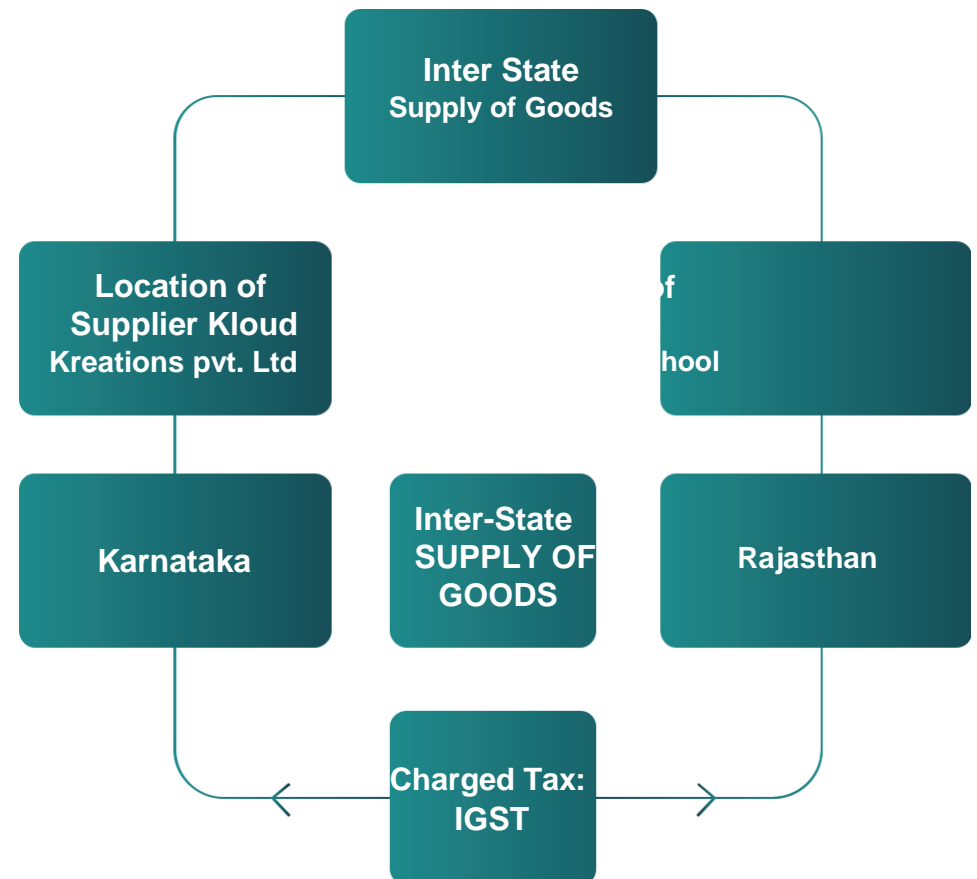 Inter State
Supply of Goods
Location of
Supplier Kloud
Kreations pvt. Ltd
of
hool
Karnataka
Inter-State
SUPPLY OF
GOODS
Rajasthan
Charged Tax:
IGST